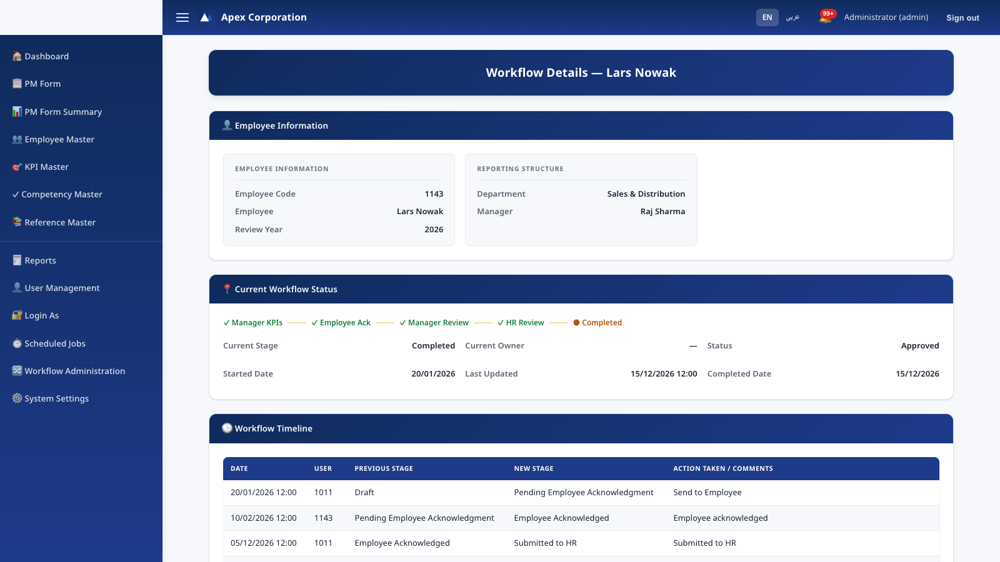 Apex Corporation
EN
عربي
99+
Administrator (admin)
Sign out
Dashboard
PM Form
PM Form Summary
Employee Master
KPI Master
✓ Competency Master
Reference Master
Reports
User Management
Login As
Scheduled Jobs
Workflow Administration
System Settings
Workflow Details — Lars Nowak
Employee Information
EMPLOYEE INFORMATION
Employee Code 1143
Employee Lars Nowak
Review Year 2026
REPORTING STRUCTURE
Department Sales & Distribution
Manager Raj Sharma
Current Workflow Status
✓ Manager KPIs ✓ Employee Ack ✓ Manager Review ✓ HR Review ● Completed
Current Stage Completed Current Owner — Status Approved
Started Date 20/01/2026 Last Updated 15/12/2026 12:00 Completed Date 15/12/2026
Workflow Timeline
DATE USER PREVIOUS STAGE NEW STAGE ACTION TAKEN / COMMENTS
20/01/2026 12:00 1011 Draft Pending Employee Acknowledgment Send to Employee
10/02/2026 12:00 1143 Pending Employee Acknowledgment Employee Acknowledged Employee acknowledged
05/12/2026 12:00 1011 Employee Acknowledged Submitted to HR Submitted to HR